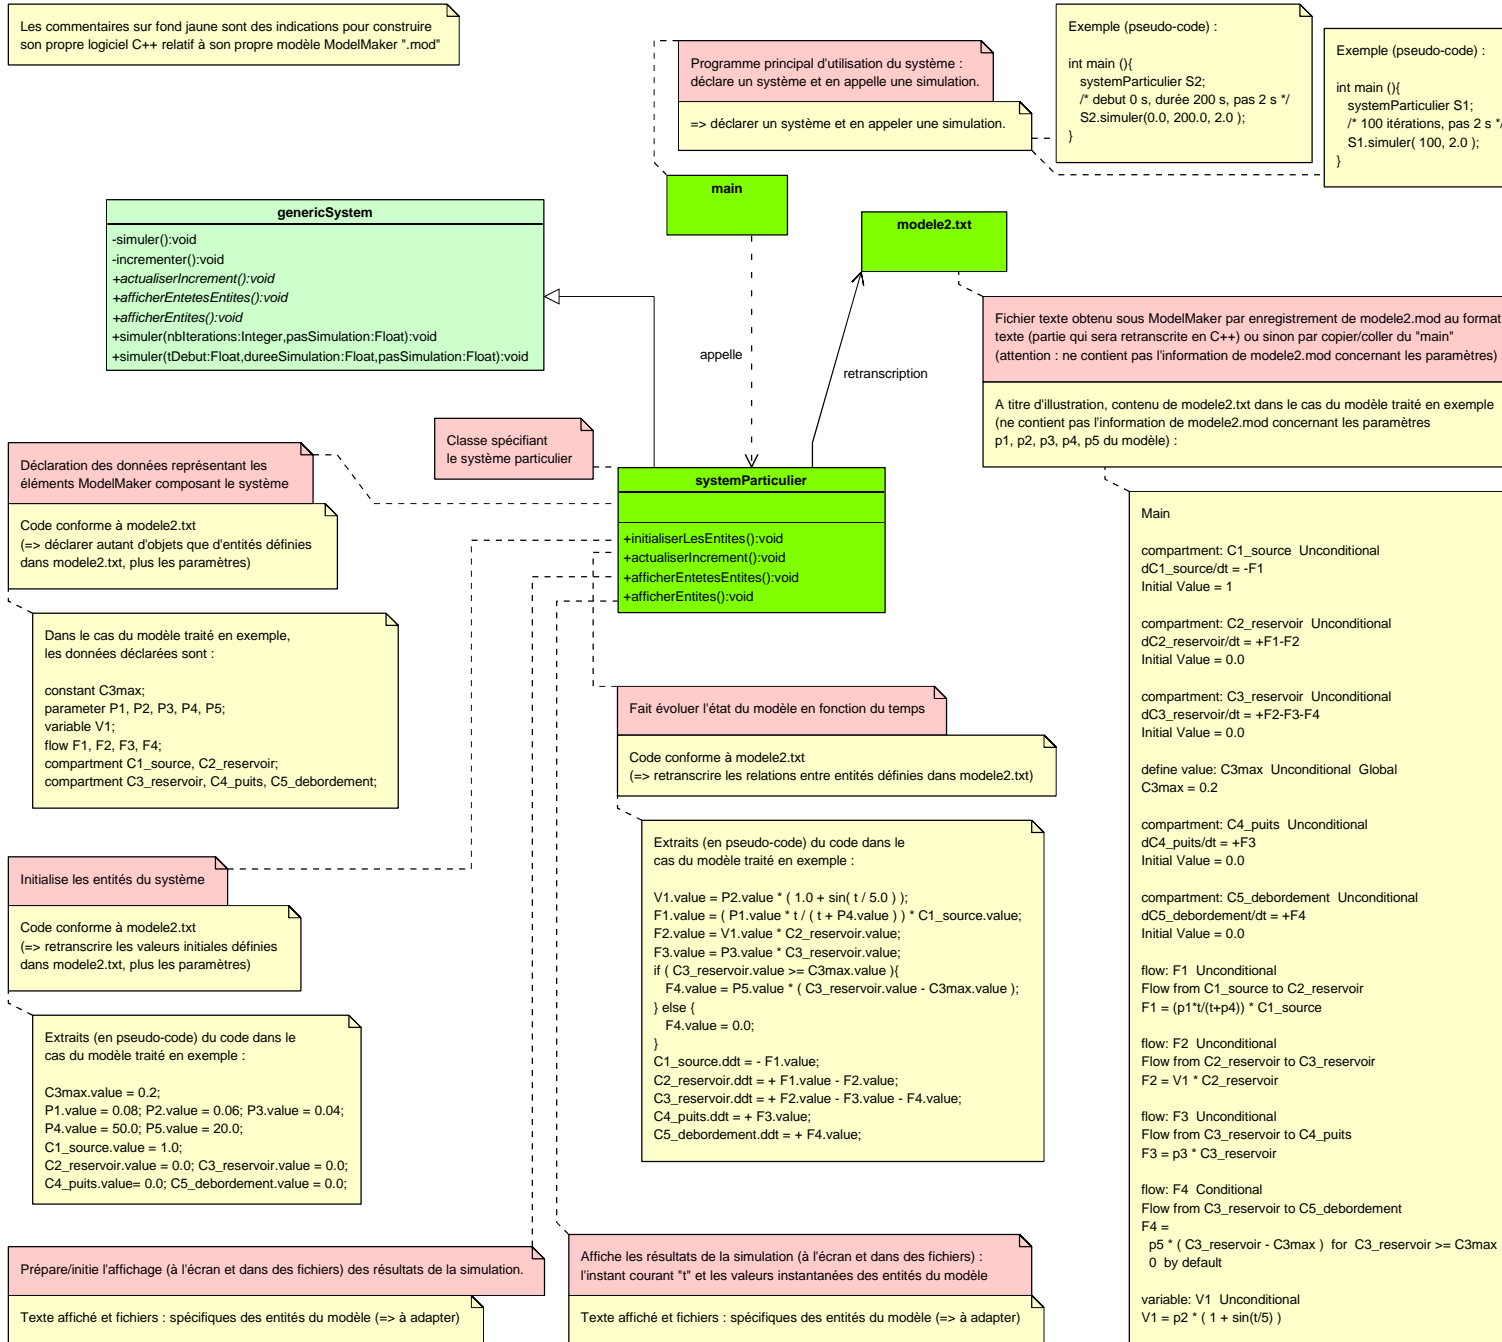 Les commentaires sur fond jaune sont des indications pour construire
son propre logiciel C++ relatif à son propre modèle ModelMaker ".mod"
Programme principal d'utilisation du système :
déclare un système et en appelle une simulation.
=> déclarer un système et en appeler une simulation.
Exemple (pseudo-code) :
int main (){
systemParticulier S2;
/* debut 0 s, durée 200 s, pas 2 s */
S2.simuler(0.0, 200.0, 2.0 );
}
Exemple (pseudo-code) :
int main (){
systemParticulier S1;
/* 100 itérations, pas 2 s */
S1.simuler( 100, 2.0 );
}
main
modele2.txt
genericSystem
-simuler():void
-incrementer():void
+actualiserIncrement():void
+afficherEntetesEntites():void
+afficherEntites():void
+simuler(nbIterations:Integer,pasSimulation:Float):void
+simuler(tDebut:Float,dureeSimulation:Float,pasSimulation:Float):void
appelle
retranscription
Fichier texte obtenu sous ModelMaker par enregistrement de modele2.mod au format
texte (partie qui sera retranscrite en C++) ou sinon par copier/coller du "main"
(attention : ne contient pas l'information de modele2.mod concernant les paramètres)
A titre d'illustration, contenu de modele2.txt dans le cas du modèle traité en exemple
(ne contient pas l'information de modele2.mod concernant les paramètres
p1, p2, p3, p4, p5 du modèle) :
Classe spécifiant
le système particulier
systemParticulier
+initialiserLesEntites():void
+actualiserIncrement():void
+afficherEntetesEntites():void
+afficherEntites():void
Déclaration des données représentant les
éléments ModelMaker composant le système
Code conforme à modele2.txt
(=> déclarer autant d'objets que d'entités définies
dans modele2.txt, plus les paramètres)
Dans le cas du modèle traité en exemple,
les données déclarées sont :
constant C3max;
parameter P1, P2, P3, P4, P5;
variable V1;
flow F1, F2, F3, F4;
compartment C1_source, C2_reservoir;
compartment C3_reservoir, C4_puits, C5_debordement;
Initialise les entités du système
Code conforme à modele2.txt
(=> retranscrire les valeurs initiales définies
dans modele2.txt, plus les paramètres)
Extraits (en pseudo-code) du code dans le
cas du modèle traité en exemple :
C3max.value = 0.2;
P1.value = 0.08; P2.value = 0.06; P3.value = 0.04;
P4.value = 50.0; P5.value = 20.0;
C1_source.value = 1.0;
C2_reservoir.value = 0.0; C3_reservoir.value = 0.0;
C4_puits.value= 0.0; C5_debordement.value = 0.0;
Fait évoluer l'état du modèle en fonction du temps
Code conforme à modele2.txt
(=> retranscrire les relations entre entités définies dans modele2.txt)
Extraits (en pseudo-code) du code dans le
cas du modèle traité en exemple :
V1.value = P2.value * ( 1.0 + sin( t / 5.0 ) );
F1.value = ( P1.value * t / ( t + P4.value ) ) * C1_source.value;
F2.value = V1.value * C2_reservoir.value;
F3.value = P3.value * C3_reservoir.value;
if ( C3_reservoir.value >= C3max.value ){
F4.value = P5.value * ( C3_reservoir.value - C3max.value );
} else {
F4.value = 0.0;
}
C1_source.ddt = - F1.value;
C2_reservoir.ddt = + F1.value - F2.value;
C3_reservoir.ddt = + F2.value - F3.value - F4.value;
C4_puits.ddt = + F3.value;
C5_debordement.ddt = + F4.value;
Main
compartment: C1_source  Unconditional
dC1_source/dt = -F1
Initial Value = 1
compartment: C2_reservoir  Unconditional
dC2_reservoir/dt = +F1-F2
Initial Value = 0.0
compartment: C3_reservoir  Unconditional
dC3_reservoir/dt = +F2-F3-F4
Initial Value = 0.0
define value: C3max  Unconditional  Global
C3max = 0.2
compartment: C4_puits  Unconditional
dC4_puits/dt = +F3
Initial Value = 0.0
compartment: C5_debordement  Unconditional
dC5_debordement/dt = +F4
Initial Value = 0.0
flow: F1  Unconditional
Flow from C1_source to C2_reservoir
F1 = (p1*t/(t+p4)) * C1_source
flow: F2  Unconditional
Flow from C2_reservoir to C3_reservoir
F2 = V1 * C2_reservoir
flow: F3  Unconditional
Flow from C3_reservoir to C4_puits
F3 = p3 * C3_reservoir
flow: F4  Conditional
Flow from C3_reservoir to C5_debordement
F4 =
p5 * ( C3_reservoir - C3max )  for  C3_reservoir >= C3max
0  by default
variable: V1  Unconditional
V1 = p2 * ( 1 + sin(t/5) )
Prépare/initie l'affichage (à l'écran et dans des fichiers) des résultats de la simulation.
Texte affiché et fichiers : spécifiques des entités du modèle (=> à adapter)
Affiche les résultats de la simulation (à l'écran et dans des fichiers) :
l'instant courant "t" et les valeurs instantanées des entités du modèle
Texte affiché et fichiers : spécifiques des entités du modèle (=> à adapter)